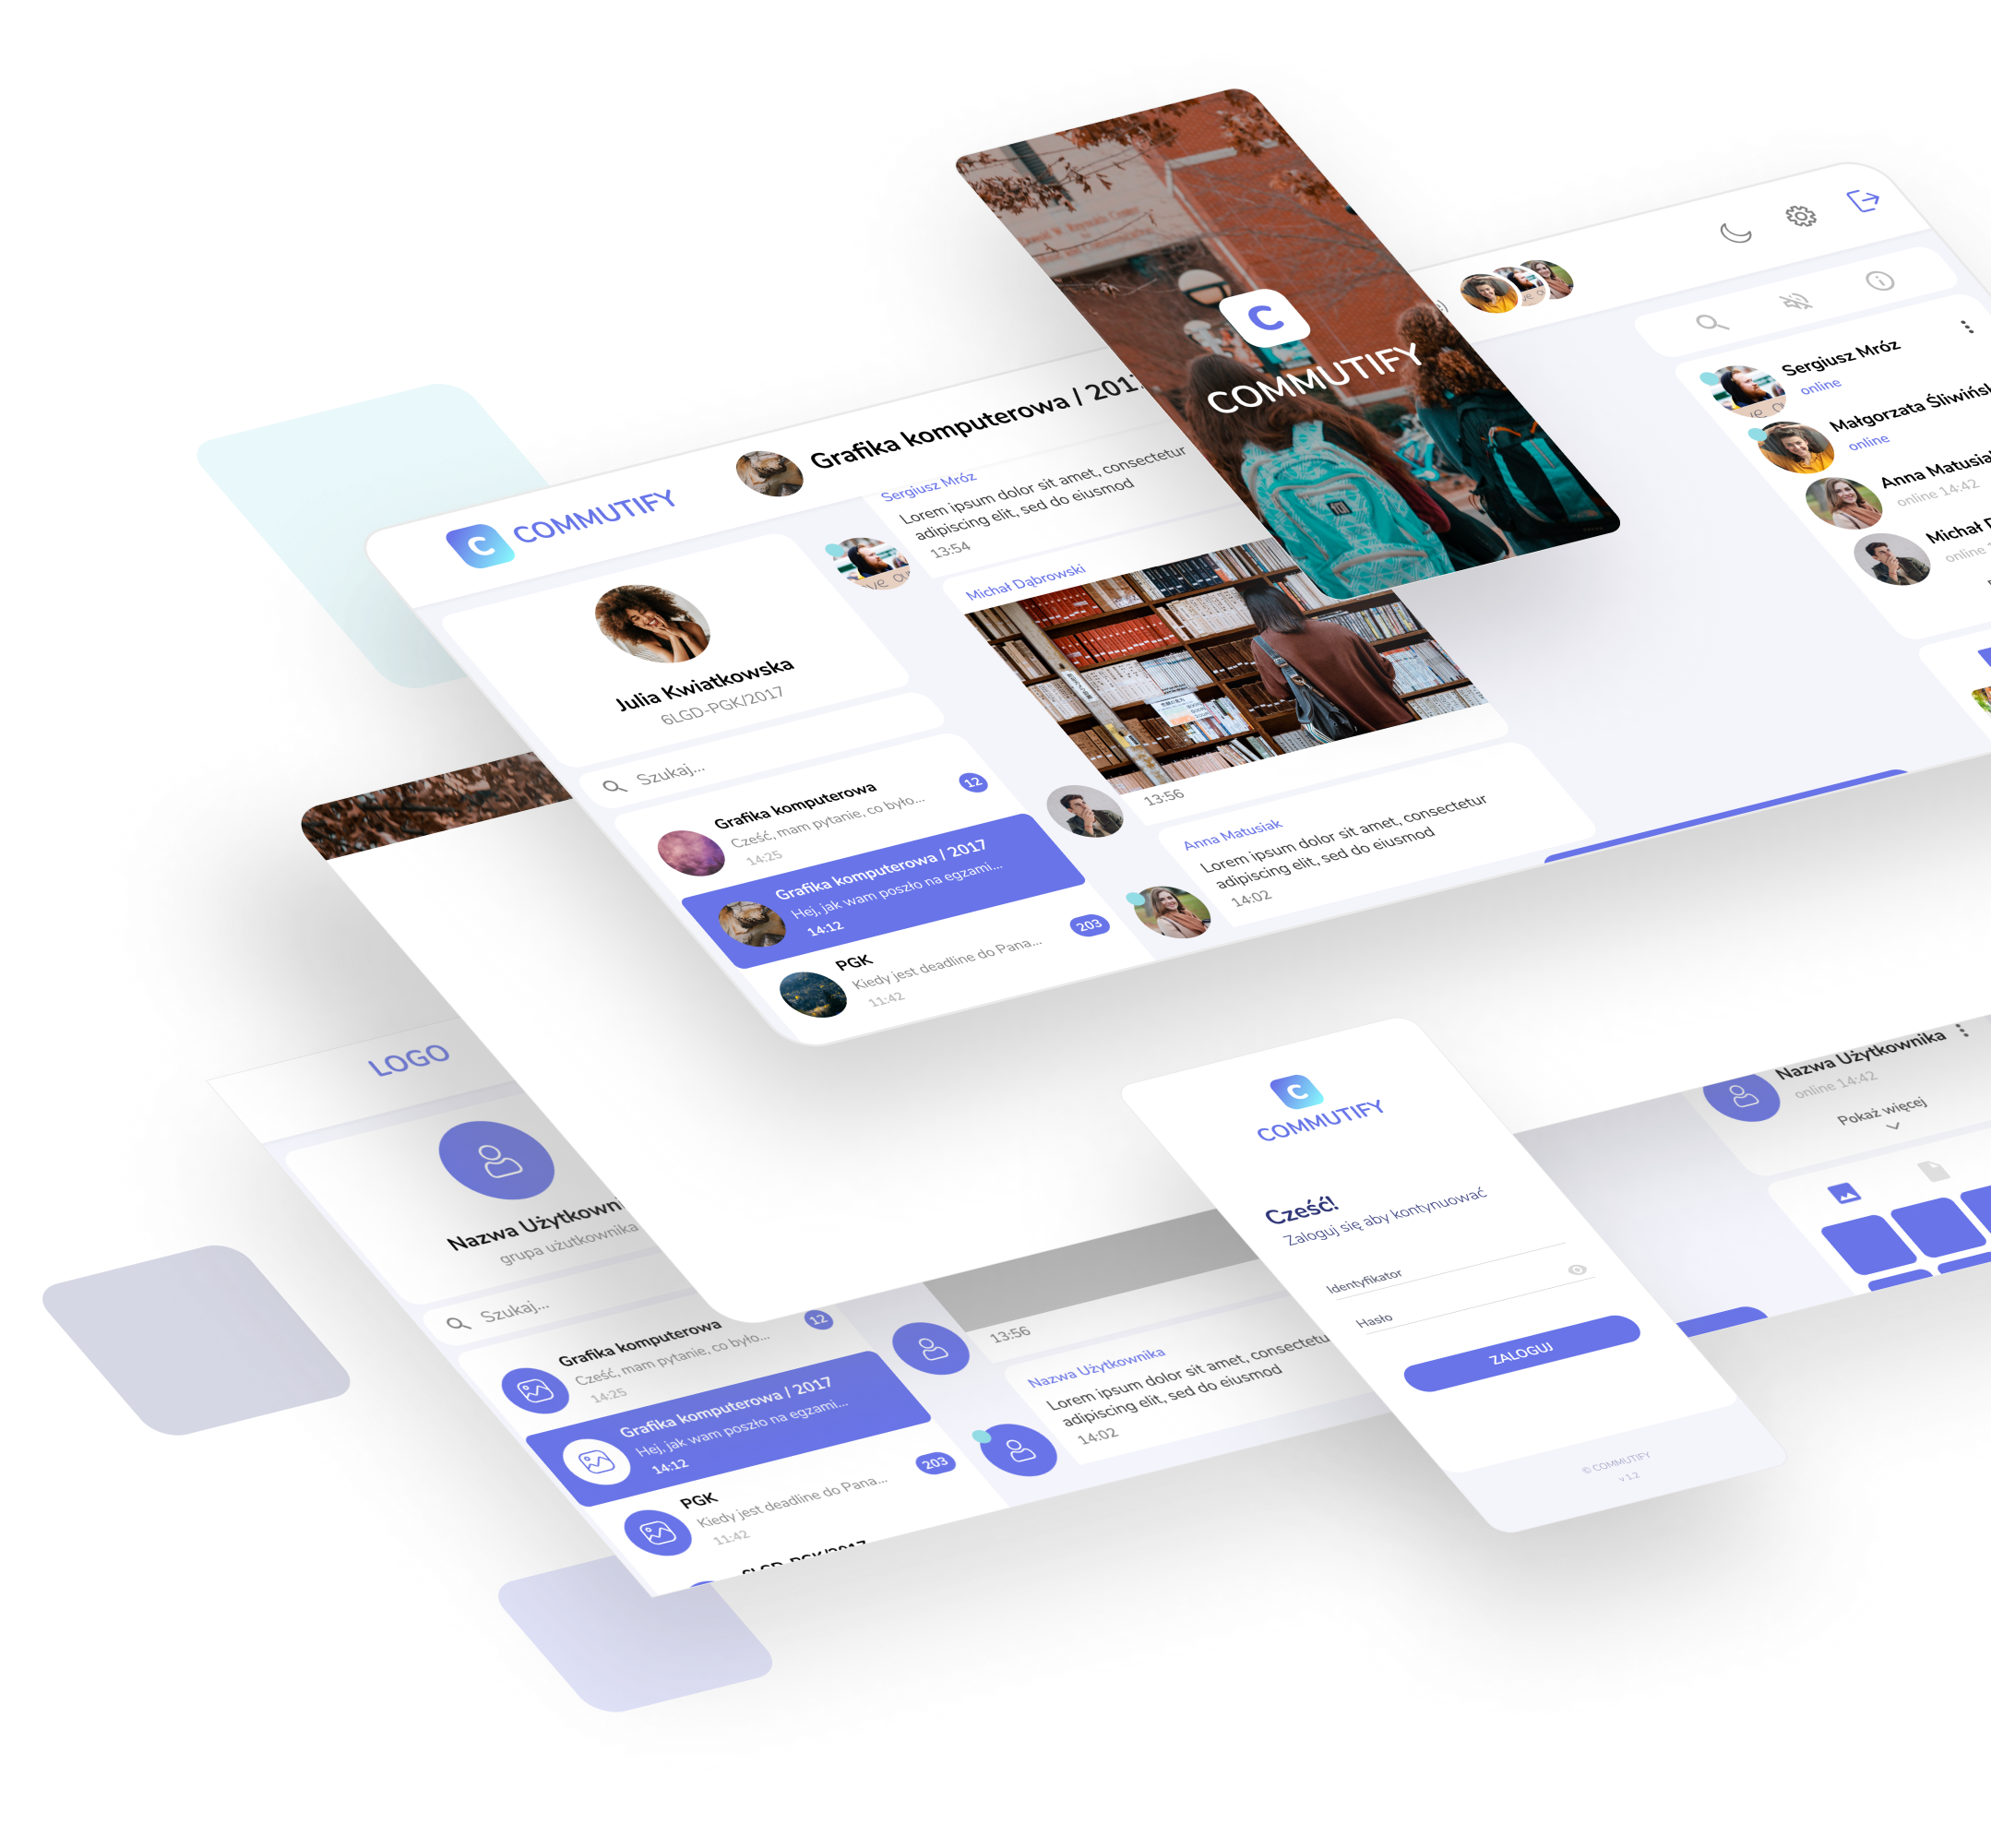 C
COMMUTIFY
C
COMMUTIFY
Grafika komputerowa | 201
Julia Kwiatkowska
6LGD-PGK/2017
Szukaj...
Grafika komputerowa
12
Cześć, mam pytanie, co było...
14:25
Grafika komputerowa | 2017
Hej, jak wam poszło na egzami...
14:12
PGK
203
Kiedy jest deadline do Pana...
11:42
Sergiusz Mróz
Lorem ipsum dolor sit amet, consectetur
adipiscing elit, sed do eiusmod
13:54
Michał Dąbrowski
13:56
Anna Matusiak
Lorem ipsum dolor sit amet, consectetur
adipiscing elit, sed do eiusmod
14:02
Sergiusz Mróz
online
Małgorzata Śliwińsk
online
Anna Matusiak
online 14:42
Michał
online
LOGO
Nazwa Użytkowni
grupa użutkownika
Szukaj...
Grafika komputerowa
12
Cześć, mam pytanie, co było...
14:25
Grafika komputerowa | 2017
Hej, jak wam poszło na egzami...
14:12
PGK
203
Kiedy jest deadline do Pana...
11:42
6LGD-PGK/2017
13:56
Nazwa Użytkownika
Lorem ipsum dolor sit amet, consectetu
adipiscing elit, sed do eiusmod
14:02
Nazwa Użytkownika
online 14:42
Pokaż więcej
C
COMMUTIFY
Cześć!
Zaloguj się aby kontynuować
Identyfikator
Hasło
ZALOGUJ
© COMMUTIFY
v 1.2